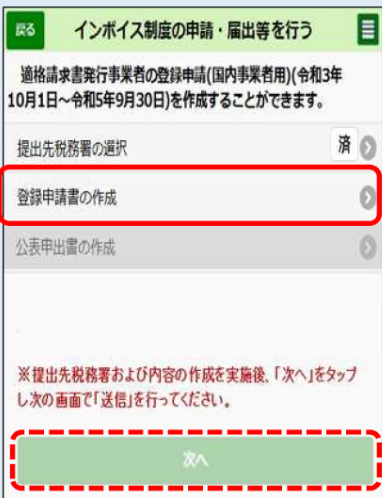 戻る インボイス制度の申請・届出等を行う
適格請求書発行事業者の登録申請(国内事業者用)(令和3年
10月1日～令和5年9月30日)を作成することができます。
提出先税務署の選択 済
登録申請書の作成
公表申出書の作成
※提出先税務署および内容の作成を実施後、「次へ」をタップ
し次の画面で「送信」を行ってください。
次へ